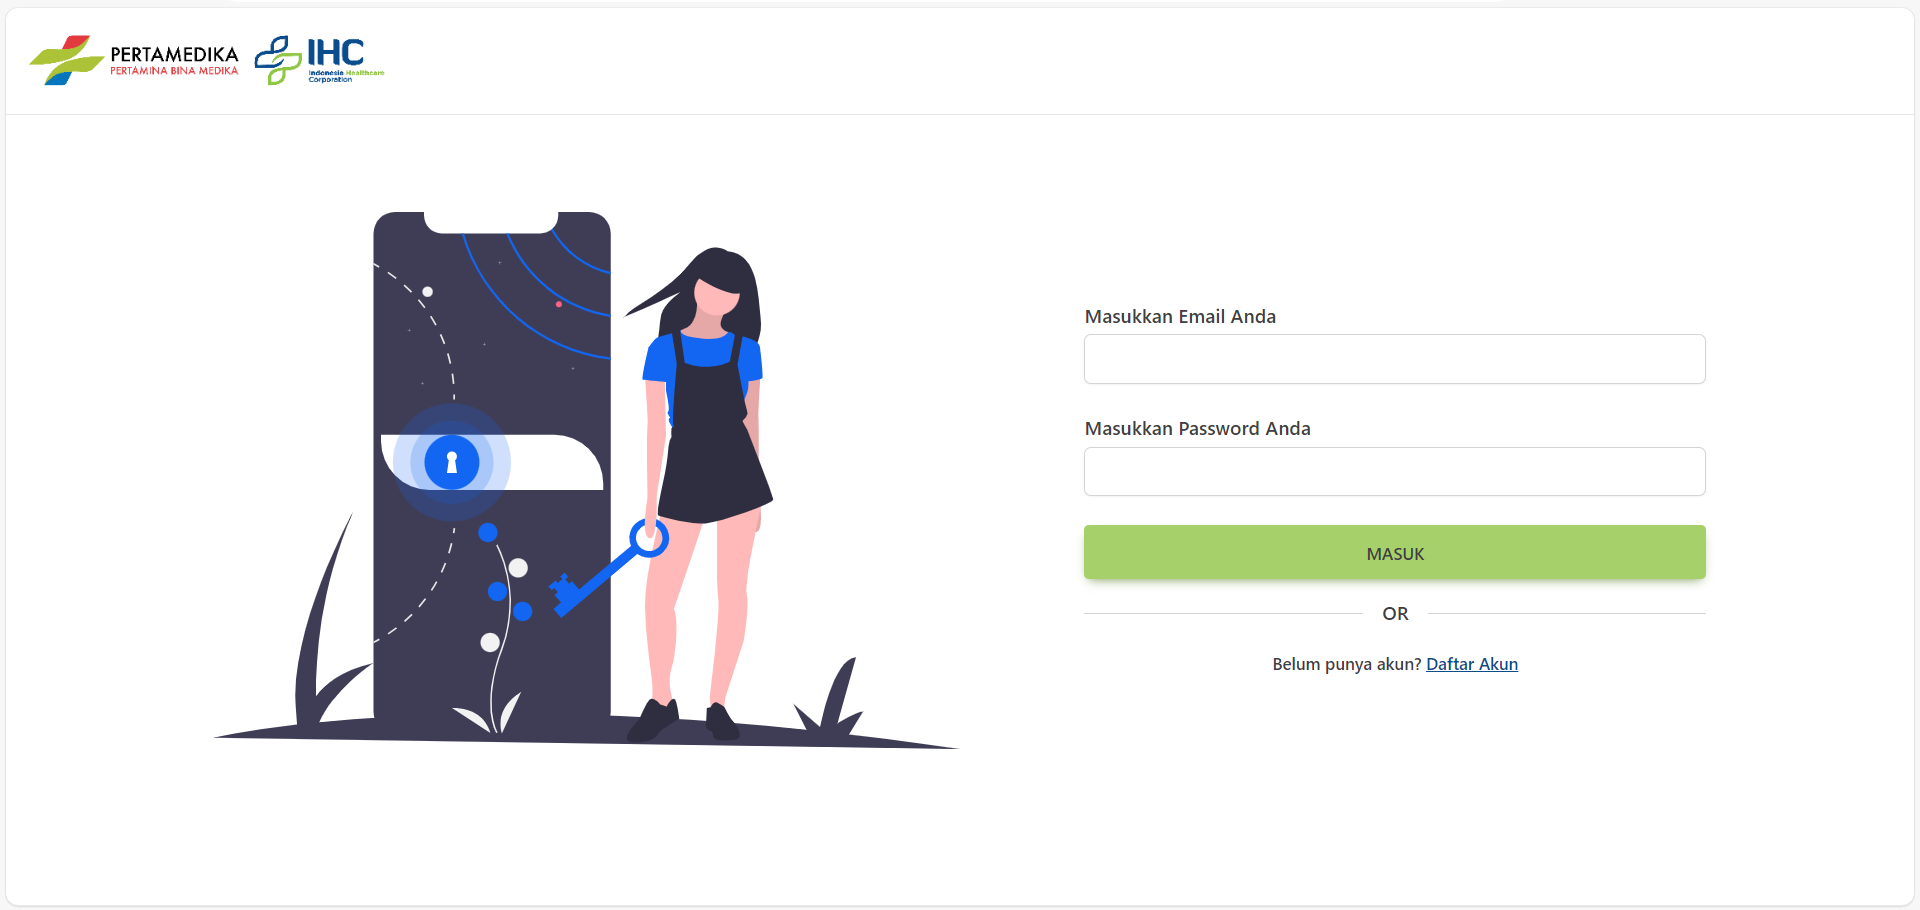 PERTAMEDIKA
PERTAMINA BINA MEDIKA
IHC
Indonesia Healthcare
Corporation
Masukkan Email Anda
Masukkan Password Anda
MASUK
OR
Belum punya akun? Daftar Akun